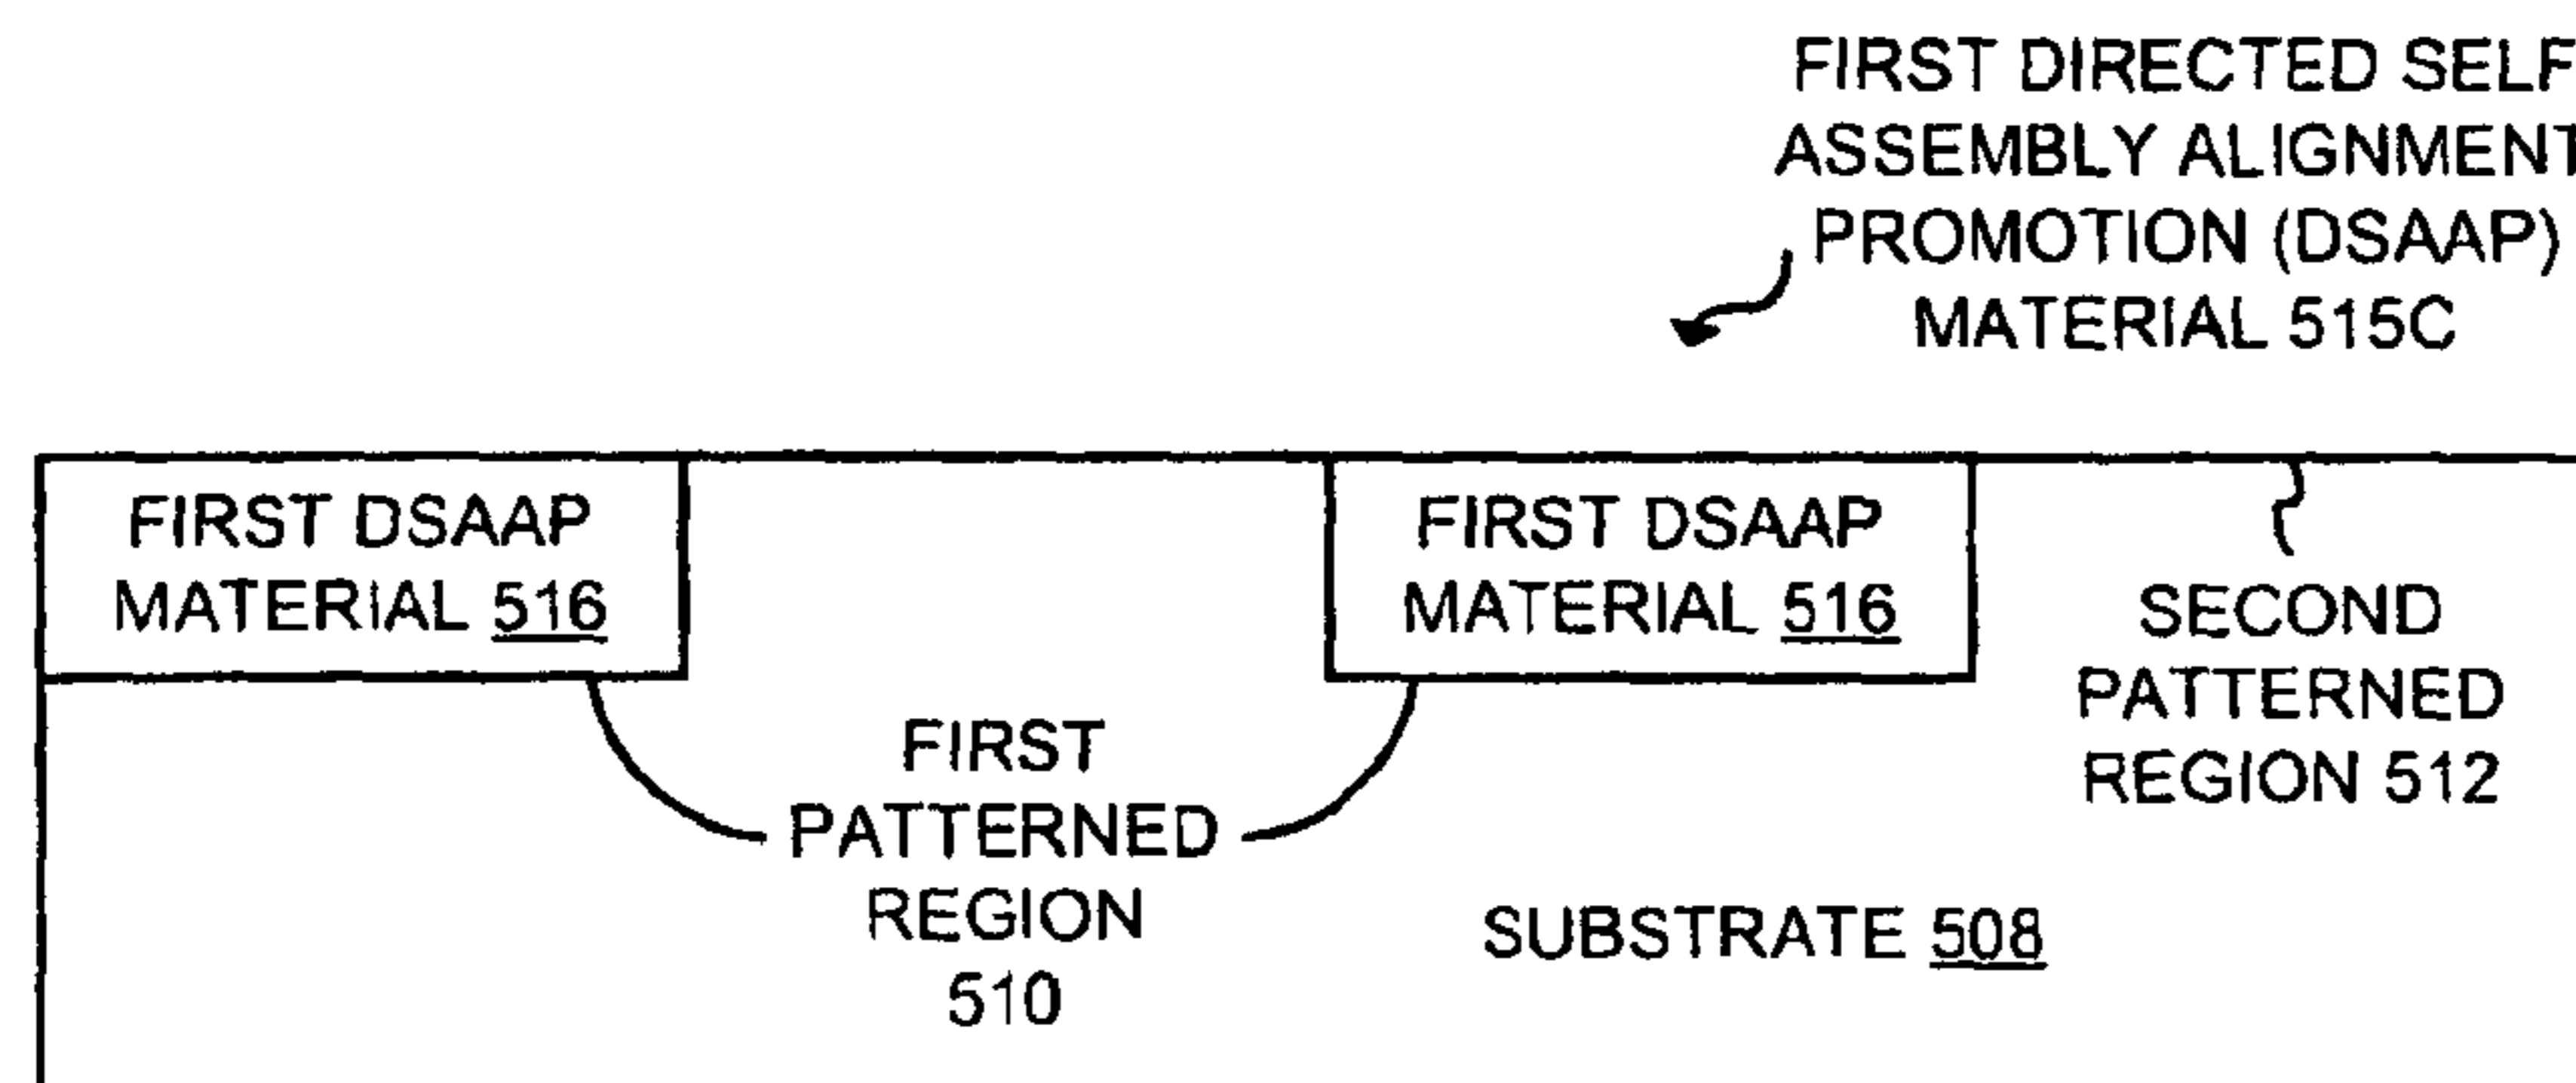 FIRST DIRECTED SELF
ASSEMBLY ALIGNMENT
PROMOTION (DSAAP)
MATERIAL 515C
FIRST DSAAP
MATERIAL 516
FIRST DSAAP
MATERIAL 516
SECOND
PATTERNED
REGION 512
FIRST
PATTERNED
REGION
510
SUBSTRATE 508